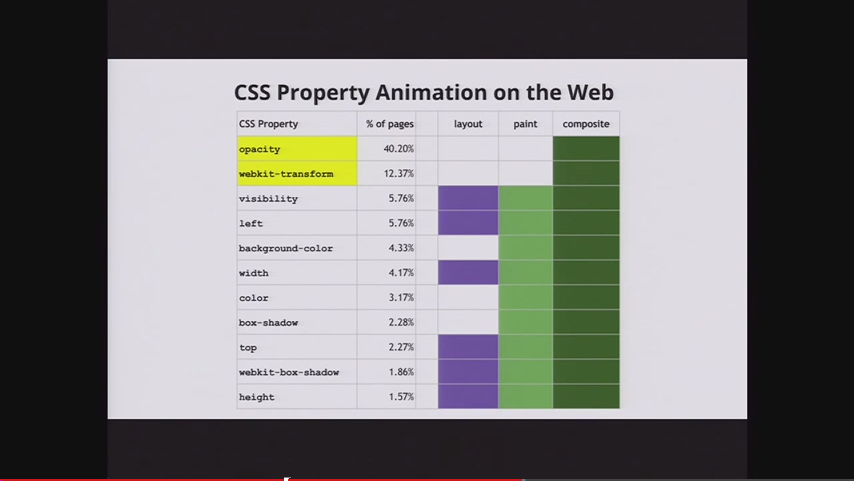 CSS Property Animation on the Web
CSS Property % of pages layout paint composite
opacity 40.20%
webkit-transform 12.37%
visibility 5.76%
left 5.76%
background-color 4.33%
width 4.17%
color 3.17%
box-shadow 2.28%
top 2.27%
webkit-box-shadow 1.86%
height 1.57%